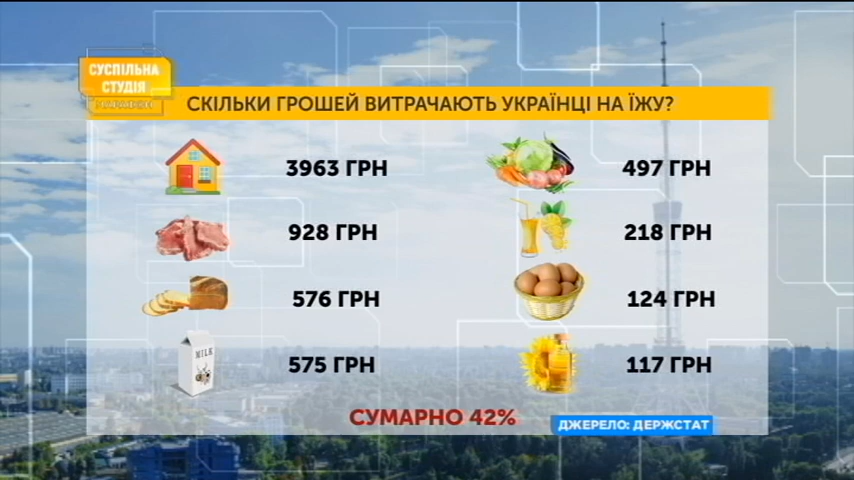 СУСПІЛЬНА
СТУДІЯ
СКІЛЬКИ ГРОШЕЙ ВИТРАЧАЮТЬ УКРАЇНЦІ НА ЇЖУ?
3963 ГРН
497 ГРН
928 ГРН
218 ГРН
576 ГРН
124 ГРН
MILK
575 ГРН
117 ГРН
СУМАРНО 42%
ДЖЕРЕЛО: ДЕРЖСТАТ